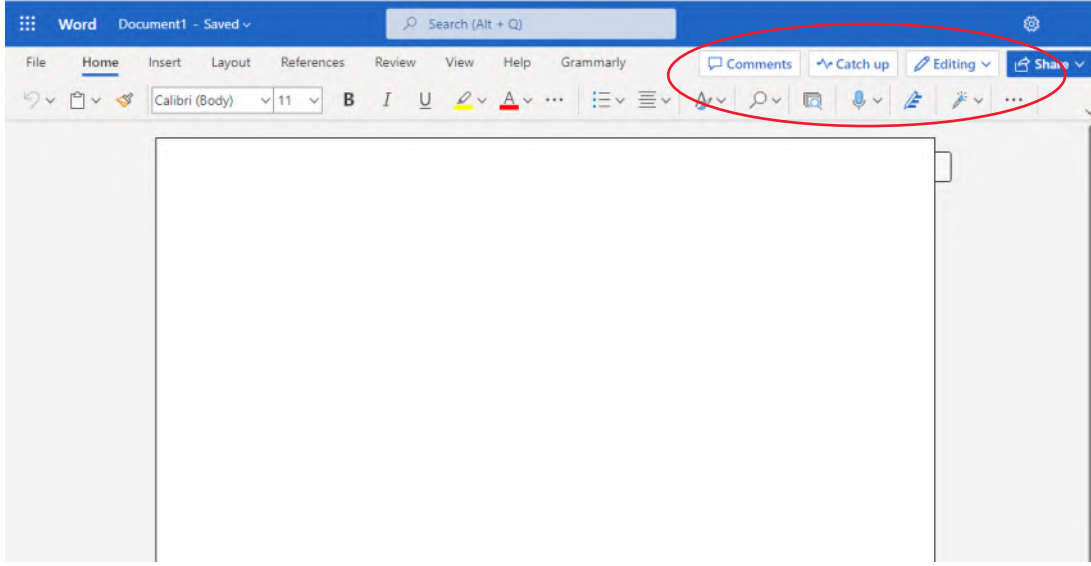 Word Document1 - Saved Search (Alt + Q)
File Home Insert Layout References Review View Help Grammarly Comments Catch up Editing Share
Calibri (Body) 11 B I U A